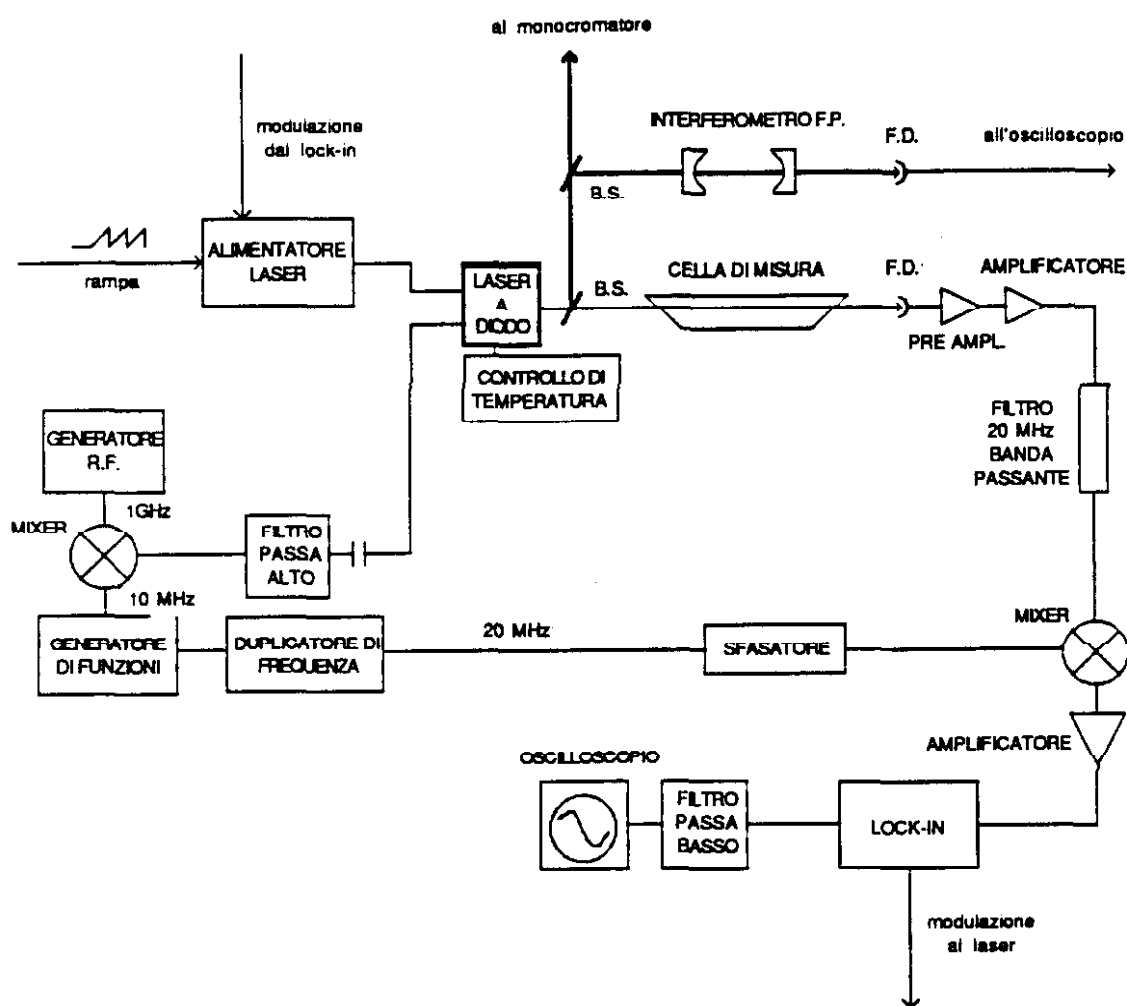 al monocromatore
modulazione
dal lock-in
INTERFEROMETRO F.P.
F.D.
all'oscilloscopio
B.S.
rampa
ALIMENTATORE
LASER
LASER
A
DIODO
B.S.
CELLA DI MISURA
F.D.
AMPLIFICATORE
PRE AMPL.
CONTROLLO DI
TEMPERATURA
FILTRO
20 MHz
BANDA
PASSANTE
GENERATORE
R.F.
1GHz
MIXER
FILTRO
PASSA
ALTO
10 MHz
GENERATORE
DI FUNZIONI
DUPLICATORE DI
FREQUENZA
20 MHz
SFASATORE
MIXER
AMPLIFICATORE
OSCILLOSCOPIO
FILTRO
PASSA
BASSO
LOCK-IN
modulazione
al laser